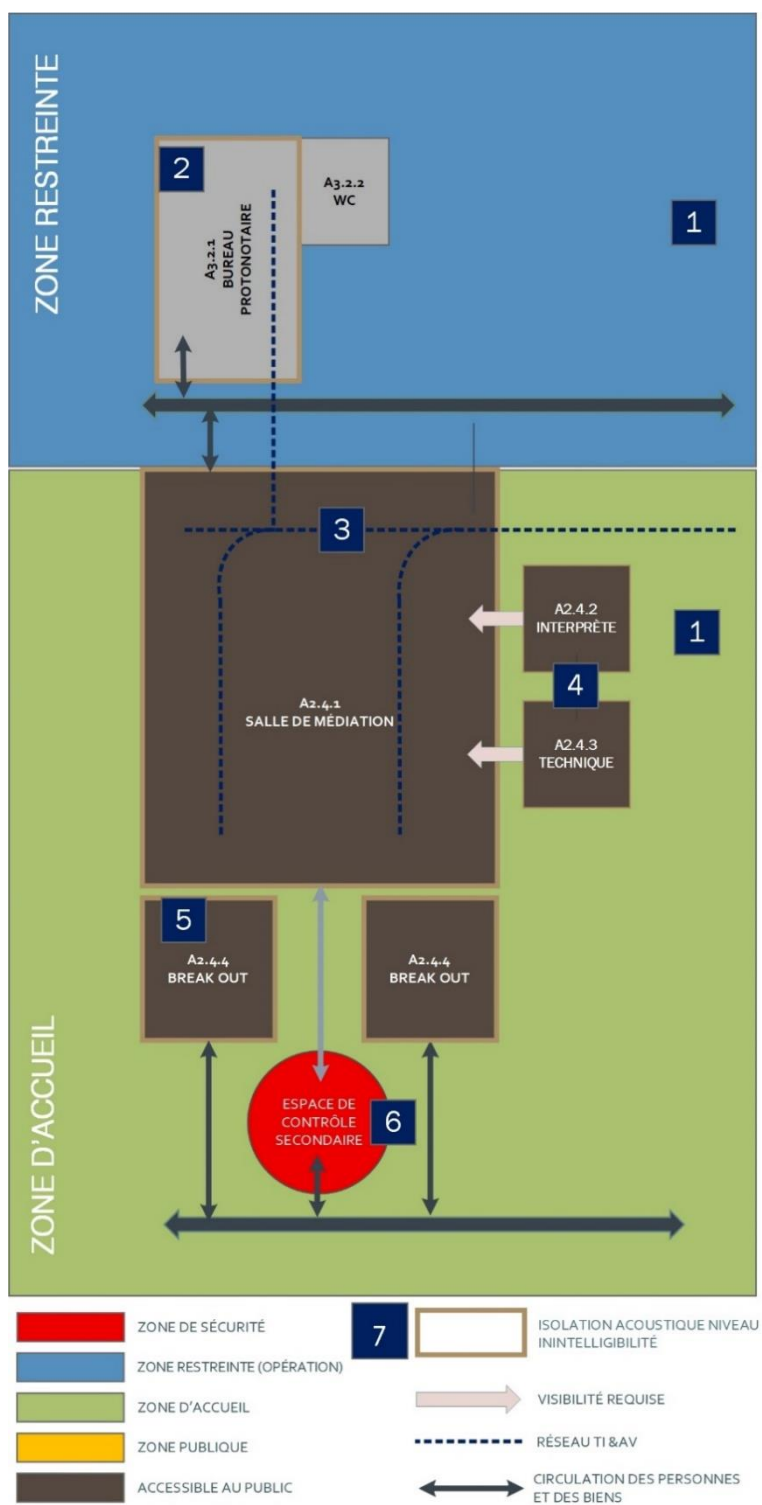 ZONE RESTREINTE
2
A3.2.1
BUREAU
PROTONOTAIRE
A3.2.2
WC
1
3
A2.4.2
INTERPRÈTE
1
4
A2.4.1
SALLE DE MÉDIATION
A2.4.3
TECHNIQUE
5
A2.4.4
BREAK OUT
A2.4.4
BREAK OUT
ZONE D'ACCUEIL
ESPACE DE
CONTRÔLE
SECONDAIRE
6
ZONE DE SÉCURITÉ
ZONE RESTREINTE (OPÉRATION)
ZONE D'ACCUEIL
ZONE PUBLIQUE
ACCESSIBLE AU PUBLIC
7
ISOLATION ACOUSTIQUE NIVEAU
ININTELLIGIBILITÉ
VISIBILITÉ REQUISE
RÉSEAU TI &AV
CIRCULATION DES PERSONNES
ET DES BIENS